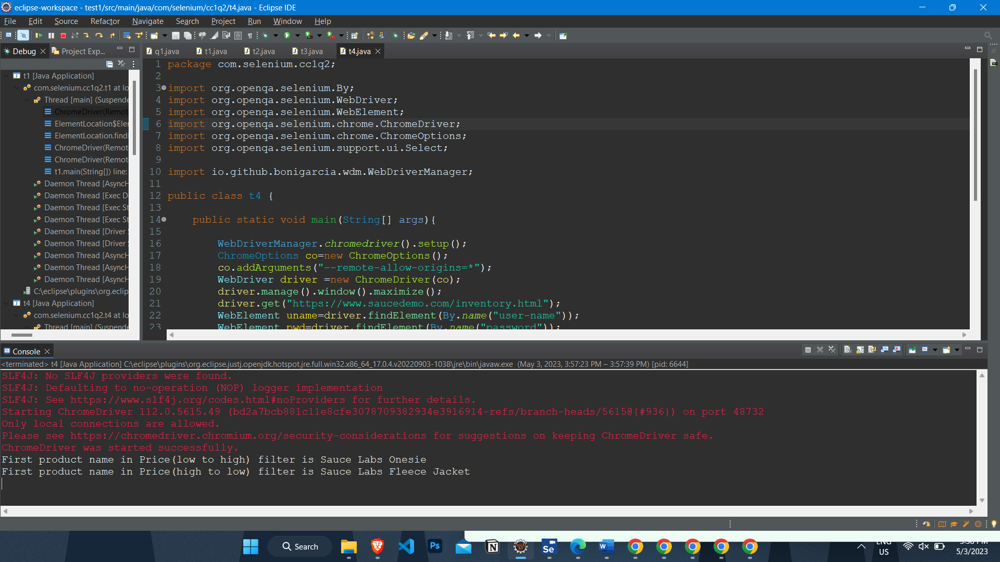 eclipse-workspace - test1/src/main/java/com/selenium/cc1q2/t4.java - Eclipse IDE
File Edit Source Refactor Navigate Search Project Run Window Help
Debug
Project Exp...
q1.java
t1.java
t2.java
t3.java
t4.java
t1 [Java Application]
com.selenium.cc1q2.t1 at lo
Thread [main] (Suspende
ChromeDriver(Remot
ElementLocation$Eler
ElementLocation.find
ChromeDriver(Remot
ChromeDriver(Remot
t1.main(String[]) line:
Daemon Thread [AsyncH
Daemon Thread [Exec D
Daemon Thread [Exec St
Daemon Thread [Exec St
Daemon Thread [Driver
Daemon Thread [Driver
Daemon Thread [AsyncH
Daemon Thread [AsyncH
Daemon Thread [AsyncH
C:\eclipse\plugins\org.eclip
t4 [Java Application]
com.selenium.cc1q2.t4 at lo
Thread [main] (Suspende
1 package com.selenium.cc1q2;
2
3 import org.openqa.selenium.By;
4 import org.openqa.selenium.WebDriver;
5 import org.openqa.selenium.WebElement;
6 import org.openqa.selenium.chrome.ChromeDriver;
7 import org.openqa.selenium.chrome.ChromeOptions;
8 import org.openqa.selenium.support.ui.Select;
9
10 import io.github.bonigarcia.wdm.WebDriverManager;
11
12 public class t4 {
13
14 public static void main(String[] args){
15
16 WebDriverManager.chromedriver().setup();
17 ChromeOptions co=new ChromeOptions();
18 co.addArguments("--remote-allow-origins=*");
19 WebDriver driver =new ChromeDriver(co);
20 driver.manage().window().maximize();
21 driver.get("https://www.saucedemo.com/inventory.html");
22 WebElement uname=driver.findElement(By.name("user-name"));
23 WebElement pwd=driver.findElement(By.name("password"));
Console
<terminated> t4 [Java Application] C:\eclipse\plugins\org.eclipse.justj.openjdk.hotspot.jre.full.win32.x86_64_17.0.4.v20220903-1038\jre\bin\javaw.exe (May 3, 2023, 3:57:23 PM – 3:57:39 PM) [pid: 6644]
SLF4J: No SLF4J providers were found.
SLF4J: Defaulting to no-operation (NOP) logger implementation
SLF4J: See https://www.slf4j.org/codes.html#noProviders for further details.
Starting ChromeDriver 112.0.5615.49 (bd2a7bcb881c11e8cfe3078709382934e3916914-refs/branch-heads/5615@{#936}) on port 48732
Only local connections are allowed.
Please see https://chromedriver.chromium.org/security-considerations for suggestions on keeping ChromeDriver safe.
ChromeDriver was started successfully.
First product name in Price(low to high) filter is Sauce Labs Onesie
First product name in Price(high to low) filter is Sauce Labs Fleece Jacket
Search
Ps
Se
W
ENG
US
3:58 PM
5/3/2023